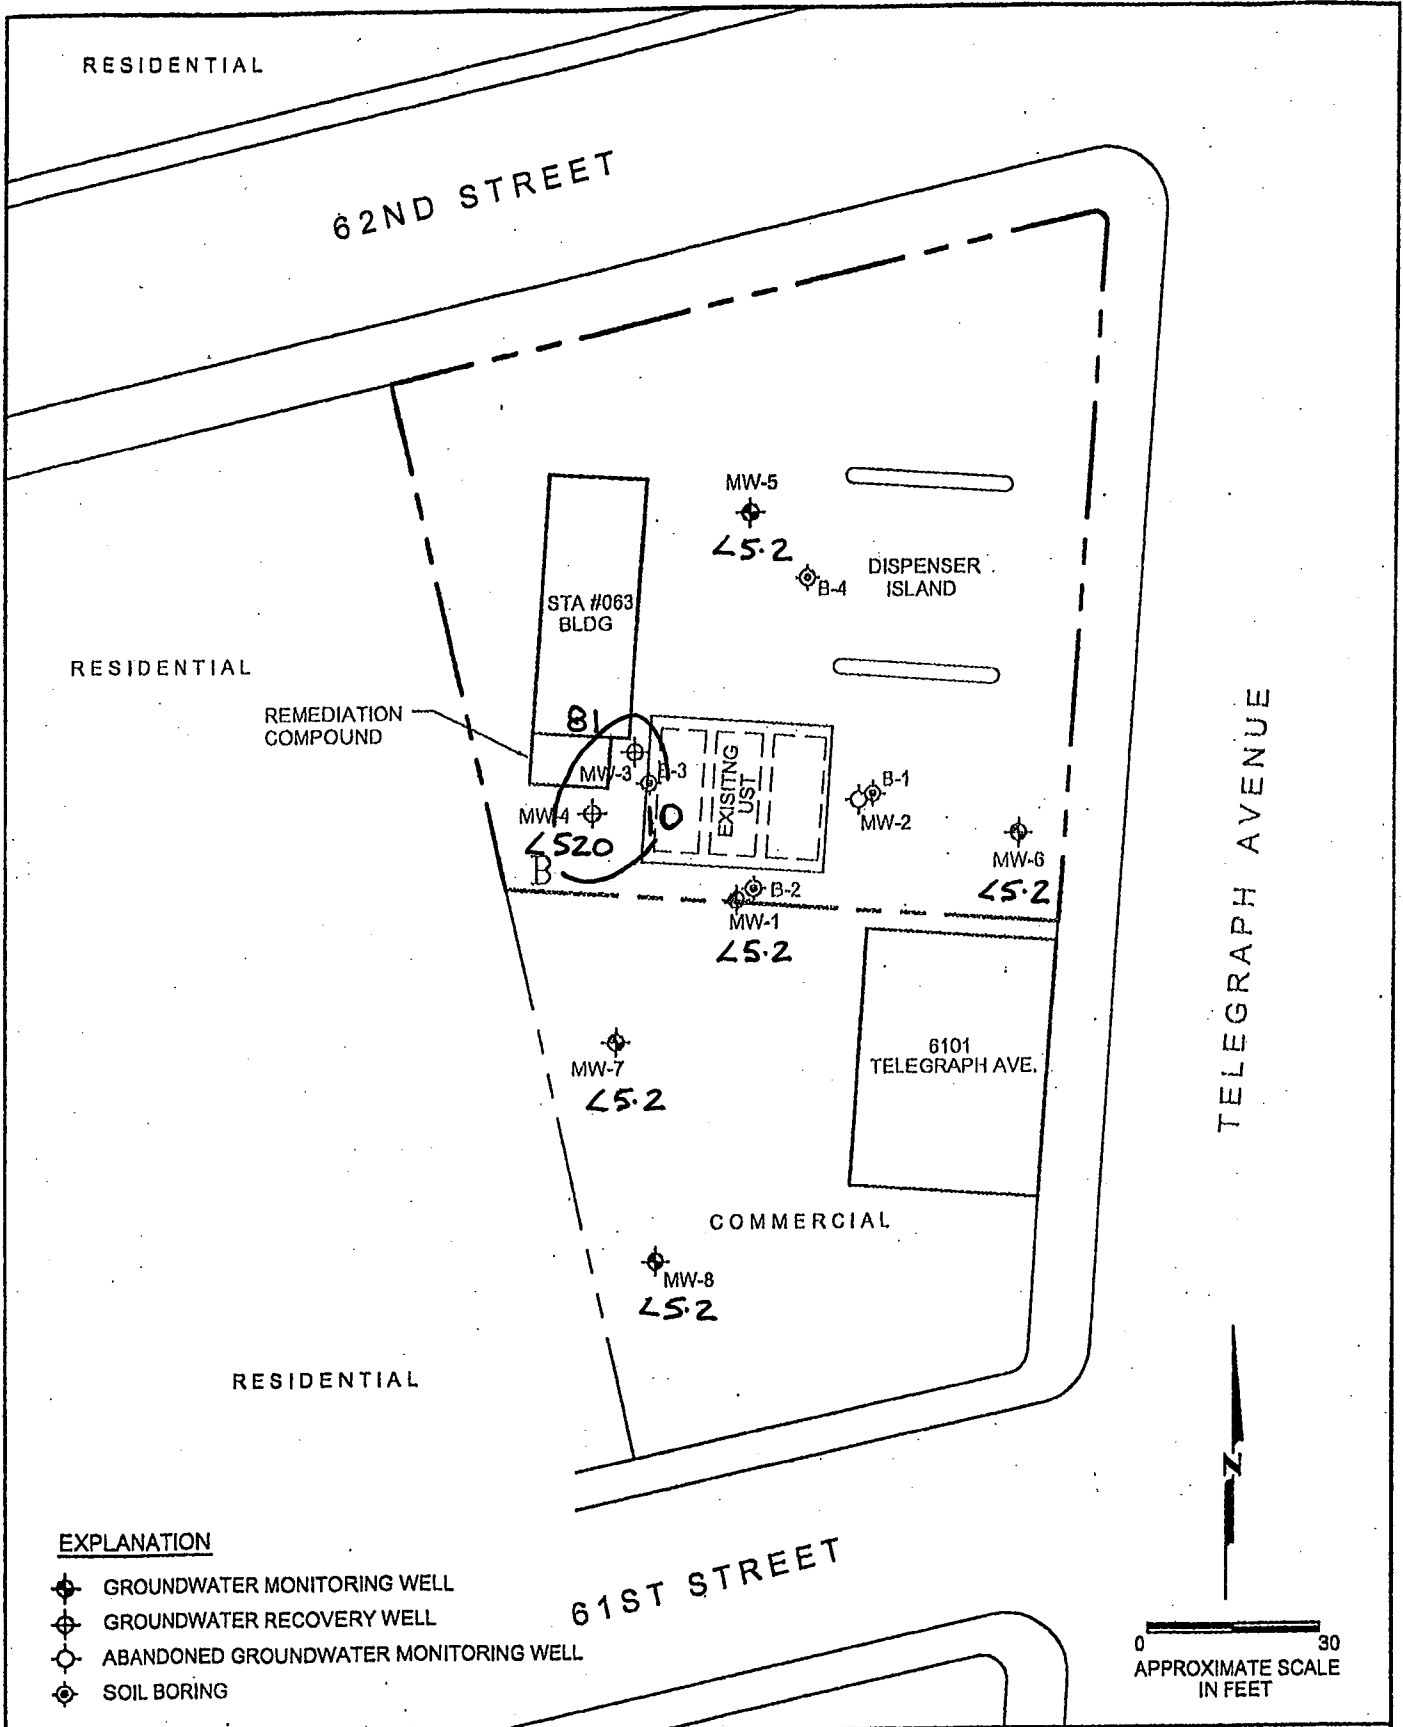 RESIDENTIAL
62ND STREET
MW-5
<5.2
DISPENSER
ISLAND
B-4
STA #063
BLDG
RESIDENTIAL
REMEDIATION
COMPOUND
81
MW-3
B-3
EXISITNG
UST
B-1
MW-2
MW-4
10
<520
B
MW-6
<5.2
B-2
MW-1
<5.2
TELEGRAPH AVENUE
6101
TELEGRAPH AVE.
MW-7
<5.2
COMMERCIAL
MW-8
<5.2
RESIDENTIAL
N
EXPLANATION
GROUNDWATER MONITORING WELL
GROUNDWATER RECOVERY WELL
ABANDONED GROUNDWATER MONITORING WELL
SOIL BORING
61ST STREET
0 30
APPROXIMATE SCALE
IN FEET